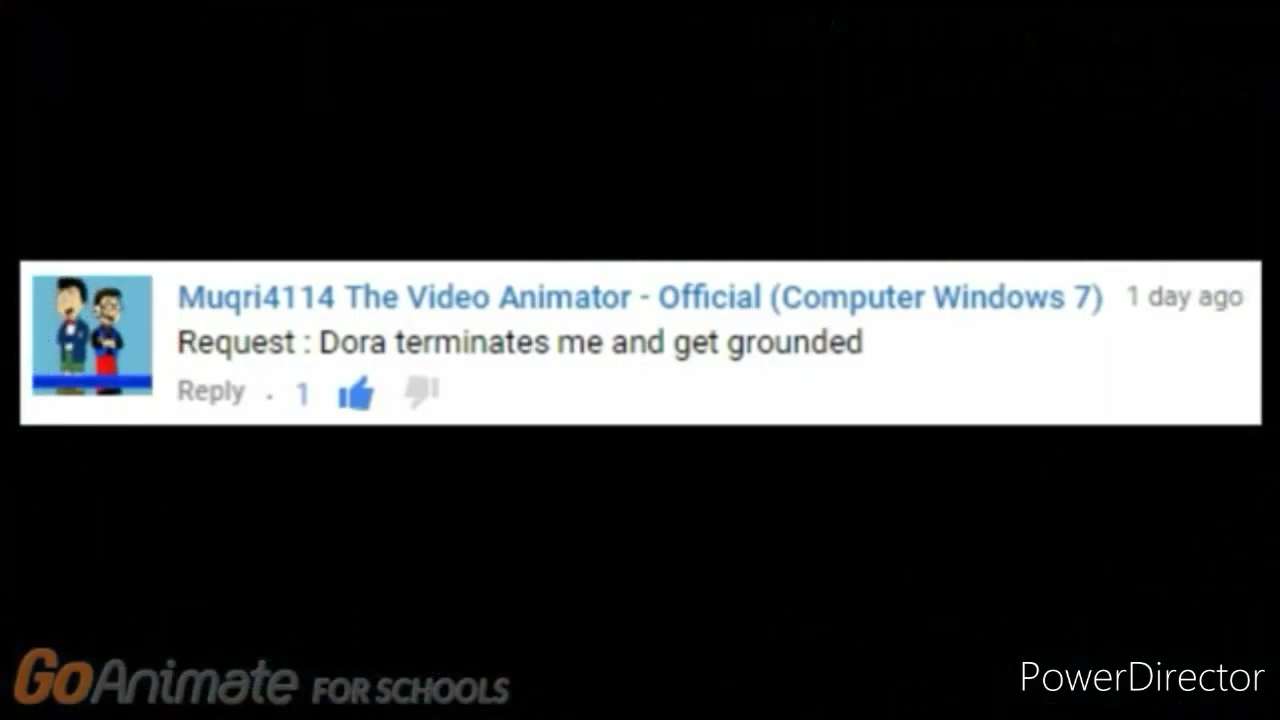 Muqri4114 The Video Animator - Official (Computer Windows 7) 1 day ago
Request : Dora terminates me and get grounded
Reply . 1
GoAnimate FOR SCHOOLS
PowerDirector